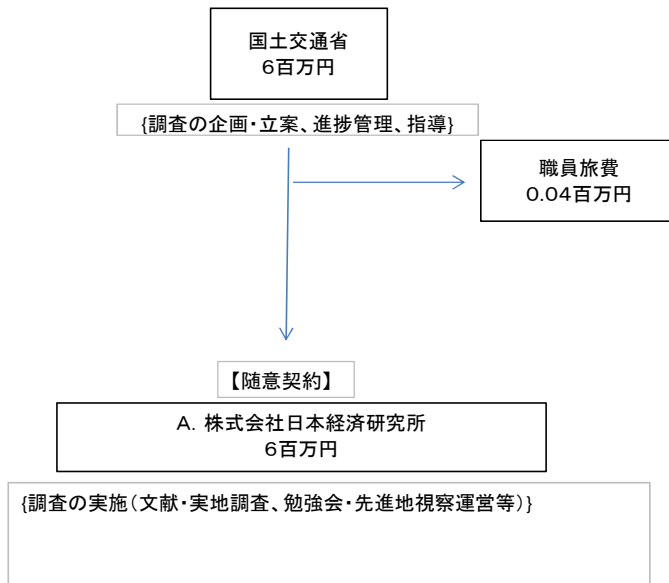 国土交通省
6百万円
{調査の企画・立案、進捗管理、指導}
職員旅費
0.04百万円
【随意契約】
A. 株式会社日本経済研究所
6百万円
{調査の実施（文献・実地調査、勉強会・先進地視察運営等）}